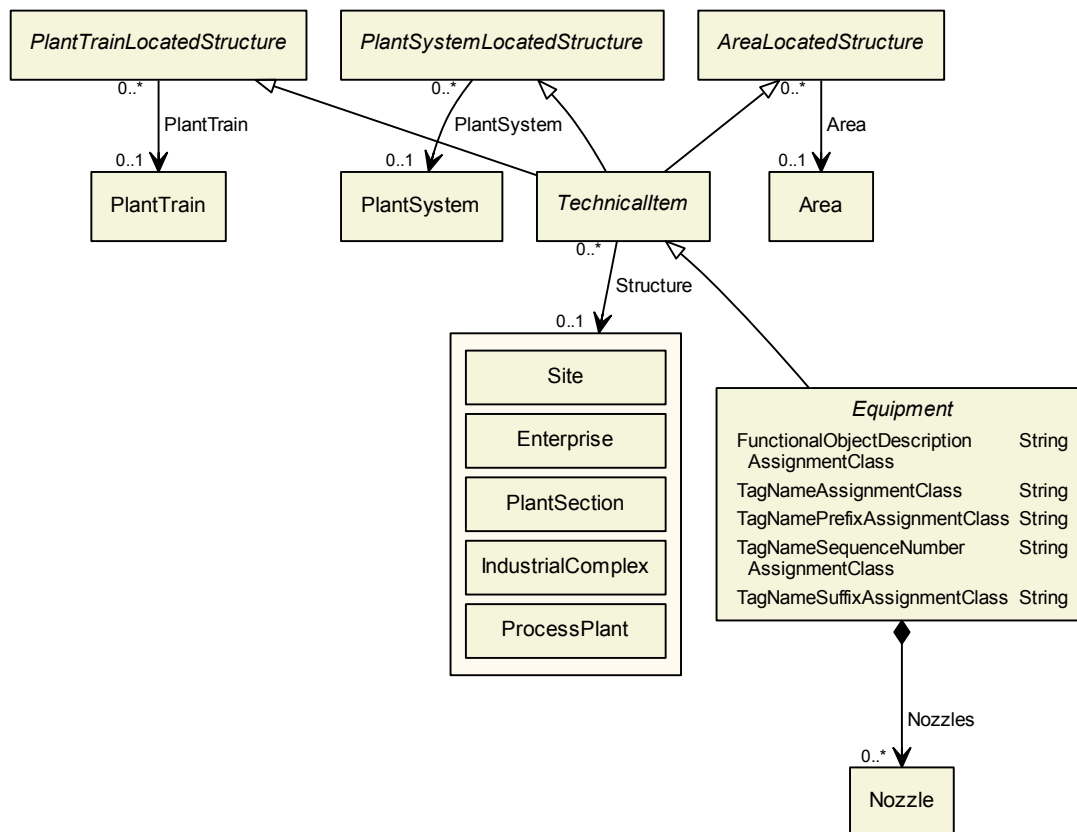 PlantTrainLocatedStructure
PlantSystemLocatedStructure
AreaLocatedStructure
0..*
0..*
0..*
PlantTrain
PlantSystem
Area
0..1
0..1
0..1
PlantTrain
PlantSystem
TechnicalItem
Area
0..*
Structure
0..1
Site
Enterprise
PlantSection
IndustrialComplex
ProcessPlant
Equipment
FunctionalObjectDescription String
AssignmentClass
TagNameAssignmentClass String
TagNamePrefixAssignmentClass String
TagNameSequenceNumber String
AssignmentClass
TagNameSuffixAssignmentClass String
Nozzles
0..*
Nozzle